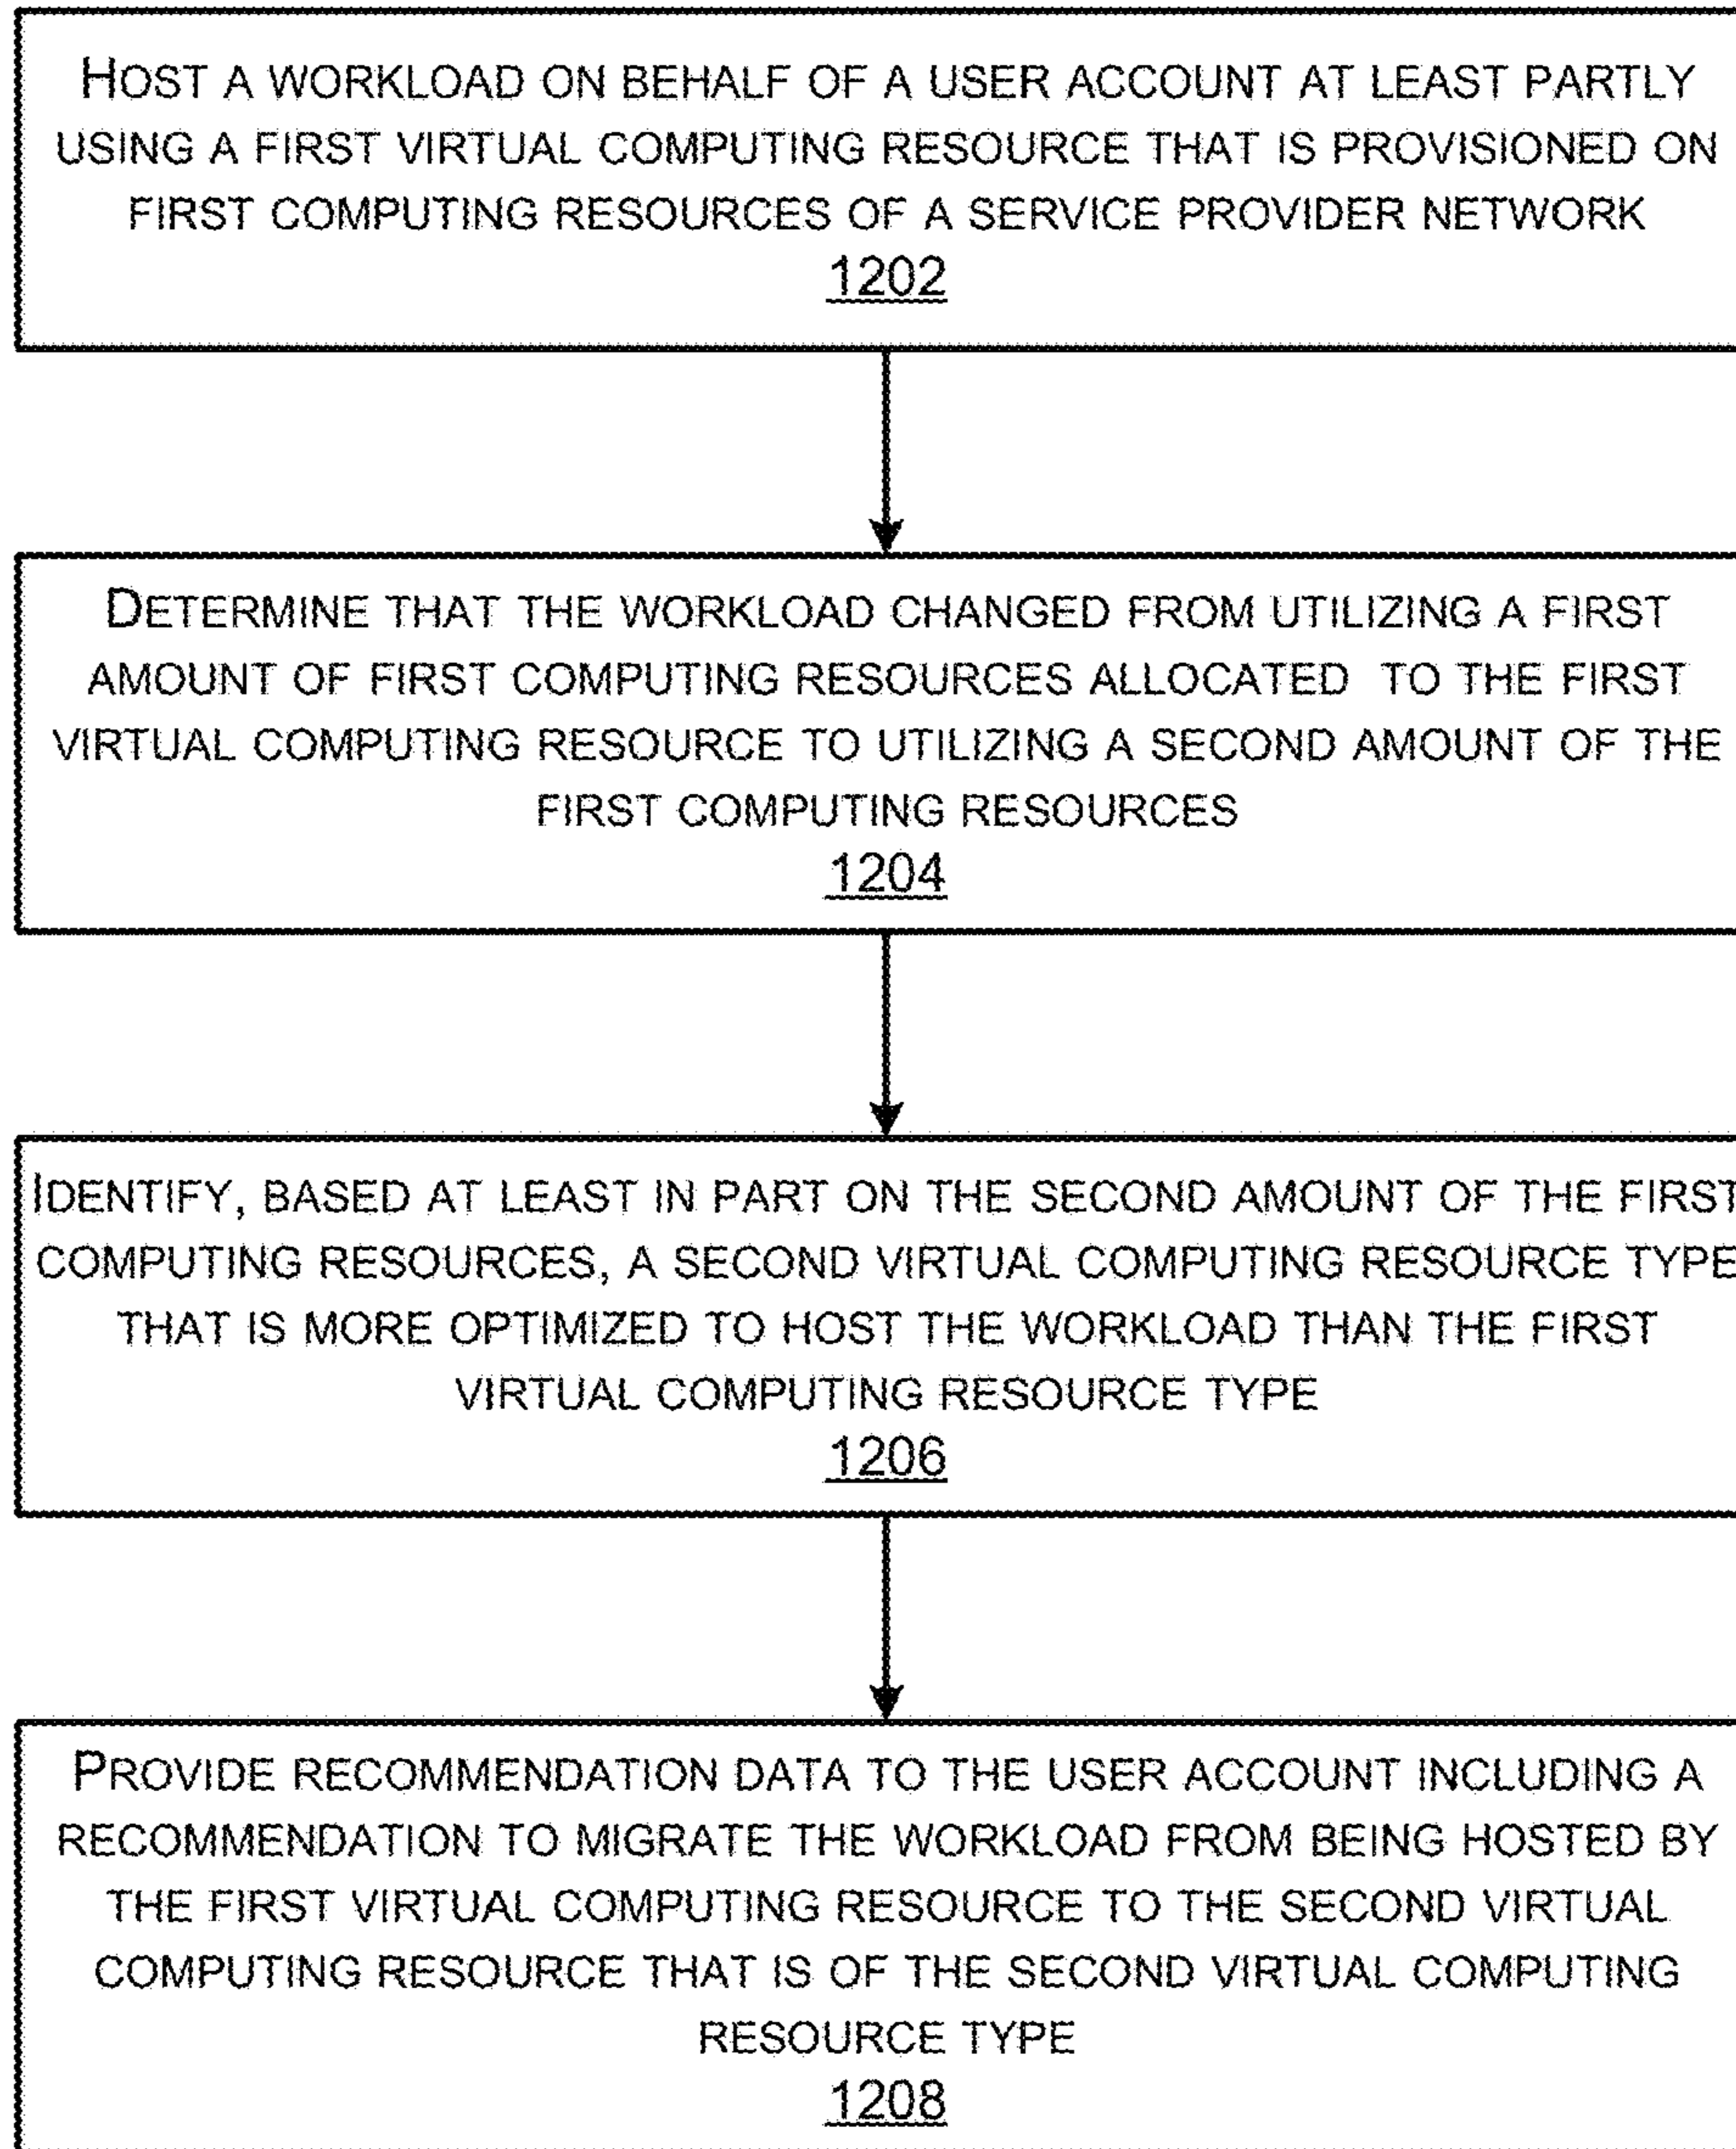 HOST A WORKLOAD ON BEHALF OF A USER ACCOUNT AT LEAST PARTLY
USING A FIRST VIRTUAL COMPUTING RESOURCE THAT IS PROVISIONED ON
FIRST COMPUTING RESOURCES OF A SERVICE PROVIDER NETWORK
1202
DETERMINE THAT THE WORKLOAD CHANGED FROM UTILIZING A FIRST
AMOUNT OF FIRST COMPUTING RESOURCES ALLOCATED TO THE FIRST
VIRTUAL COMPUTING RESOURCE TO UTILIZING A SECOND AMOUNT OF THE
FIRST COMPUTING RESOURCES
1204
IDENTIFY, BASED AT LEAST IN PART ON THE SECOND AMOUNT OF THE FIRST
COMPUTING RESOURCES, A SECOND VIRTUAL COMPUTING RESOURCE TYPE
THAT IS MORE OPTIMIZED TO HOST THE WORKLOAD THAN THE FIRST
VIRTUAL COMPUTING RESOURCE TYPE
1206
PROVIDE RECOMMENDATION DATA TO THE USER ACCOUNT INCLUDING A
RECOMMENDATION TO MIGRATE THE WORKLOAD FROM BEING HOSTED BY
THE FIRST VIRTUAL COMPUTING RESOURCE TO THE SECOND VIRTUAL
COMPUTING RESOURCE THAT IS OF THE SECOND VIRTUAL COMPUTING
RESOURCE TYPE
1208